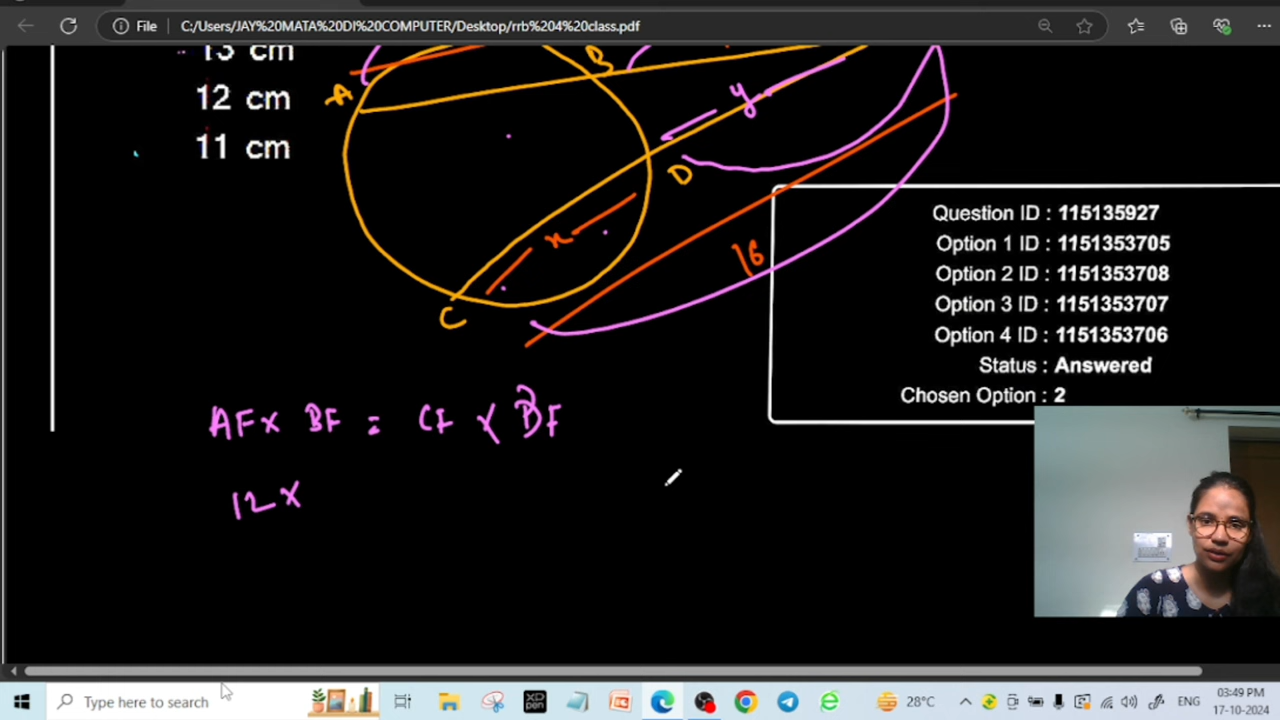 File C:/Users/JAY%20MATA%20DI%20COMPUTER/Desktop/rrb%204%20class.pdf
13 cm
12 cm
11 cm
A
B
y
D
x
16
C
Question ID : 115135927
Option 1 ID : 1151353705
Option 2 ID : 1151353708
Option 3 ID : 1151353707
Option 4 ID : 1151353706
Status : Answered
Chosen Option : 2
AF x BF = CF x DF
12 x
Type here to search
28°C
ENG
03:49 PM
17-10-2024